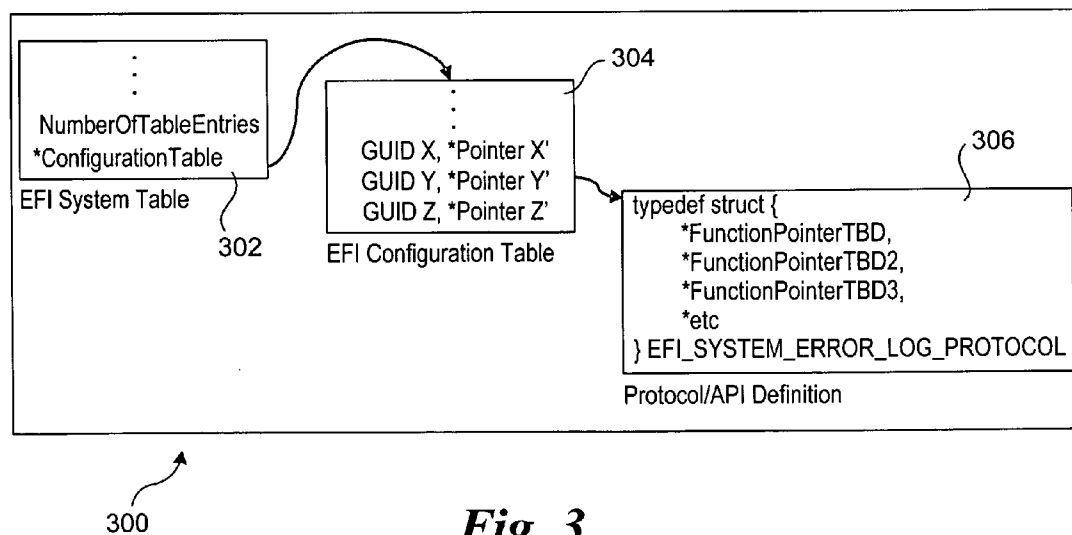 NumberOfTableEntries
*ConfigurationTable
EFI System Table
302
304
GUID X, *Pointer X'
GUID Y, *Pointer Y'
GUID Z, *Pointer Z'
EFI Configuration Table
306
typedef struct {
*FunctionPointerTBD,
*FunctionPointerTBD2,
*FunctionPointerTBD3,
*etc
} EFI_SYSTEM_ERROR_LOG_PROTOCOL
Protocol/API Definition
300
Fig. 3